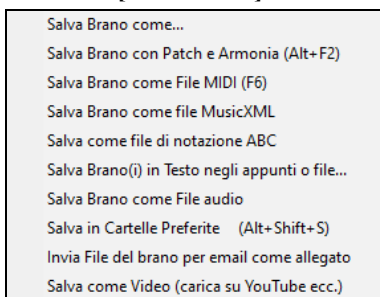 Salva Brano come...
Salva Brano con Patch e Armonia (Alt+F2)
Salva Brano come File MIDI (F6)
Salva Brano come file MusicXML
Salva come file di notazione ABC
Salva Brano(i) in Testo negli appunti o file...
Salva Brano come File audio
Salva in Cartelle Preferite (Alt+Shift+S)
Invia File del brano per email come allegato
Salva come Video (carica su YouTube ecc.)